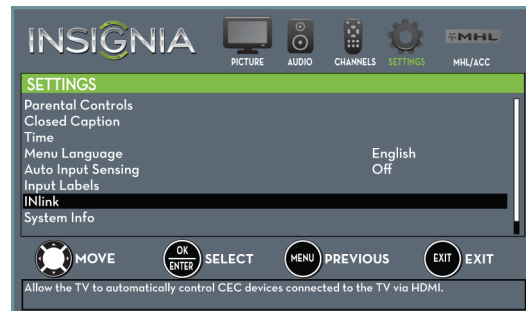 INSIGNIA
PICTURE AUDIO CHANNELS SETTINGS MHL MHL/ACC
SETTINGS
Parental Controls
Closed Caption
Time
Menu Language English
Auto Input Sensing Off
Input Labels
INlink
System Info
MOVE OK ENTER SELECT MENU PREVIOUS EXIT EXIT
Allow the TV to automatically control CEC devices connected to the TV via HDMI.